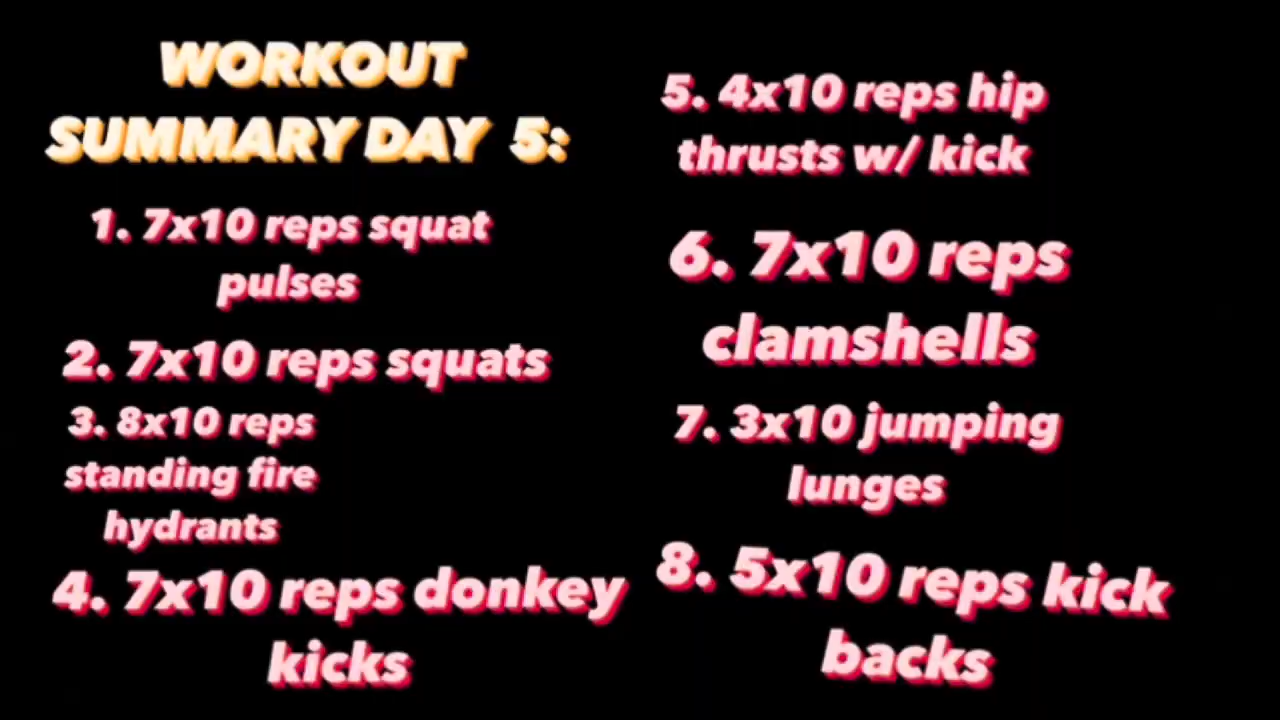 WORKOUT
SUMMARY DAY 5:
1. 7x10 reps squat
pulses
2. 7x10 reps squats
3. 8x10 reps
standing fire
hydrants
4. 7x10 reps donkey
kicks
5. 4x10 reps hip
thrusts w/ kick
6. 7x10 reps
clamshells
7. 3x10 jumping
lunges
8. 5x10 reps kick
backs